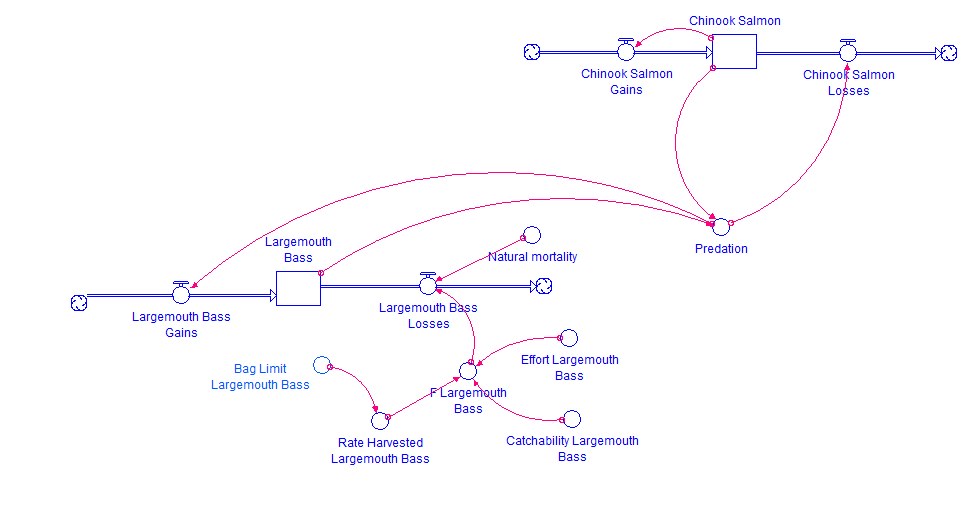 Chinook Salmon
Chinook Salmon
Gains
Chinook Salmon
Losses
Predation
Largemouth
Bass
Natural mortality
Largemouth Bass
Gains
Largemouth Bass
Losses
Effort Largemouth
Bass
Bag Limit
Largemouth Bass
F Largemouth
Bass
Rate Harvested
Largemouth Bass
Catchability Largemouth
Bass